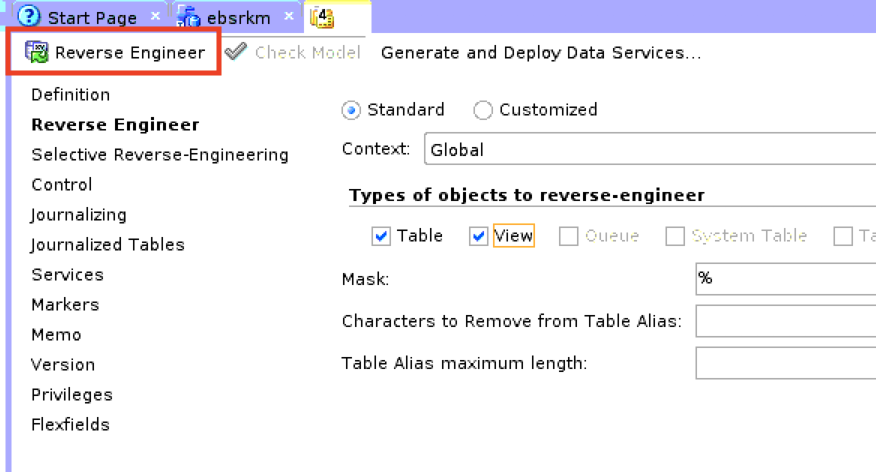 Start Page × ebsrkm × 4
Reverse Engineer Check Model Generate and Deploy Data Services...
Definition
Reverse Engineer
Selective Reverse-Engineering
Control
Journalizing
Journalized Tables
Services
Markers
Memo
Version
Privileges
Flexfields
Standard Customized
Context: Global
Types of objects to reverse-engineer
Table View Queue System Table Ta
Mask: %
Characters to Remove from Table Alias:
Table Alias maximum length: